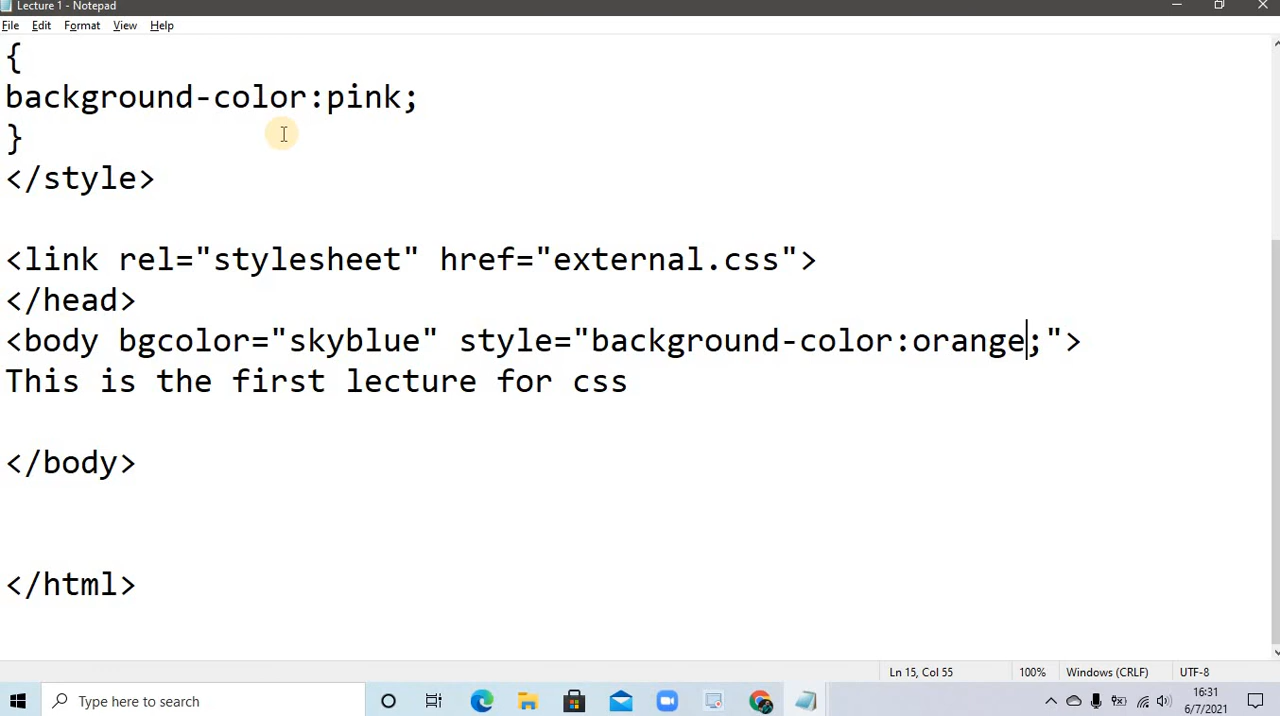 Lecture 1 - Notepad
File Edit Format View Help
{
background-color:pink;
}
</style>
<link rel="stylesheet" href="external.css">
</head>
<body bgcolor="skyblue" style="background-color:orange;">
This is the first lecture for css
</body>
</html>
Ln 15, Col 55 100% Windows (CRLF) UTF-8
Type here to search
16:31
6/7/2021